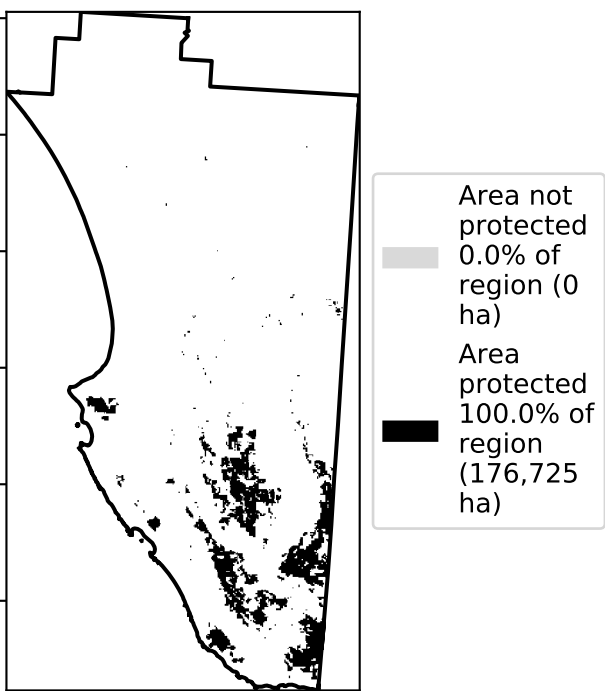 Area not
protected
0.0% of
region (0
ha)
Area
protected
100.0% of
region
(176,725
ha)